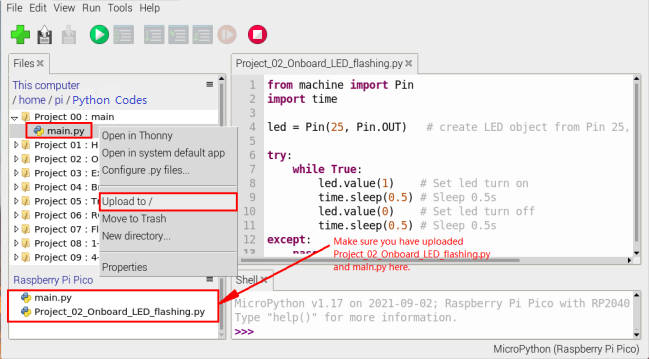 File Edit View Run Tools Help
Files
Project_02_Onboard_LED_flashing.py
This computer
/ home / pi / Python Codes
Project 00 : main
main.py
Project 01 : H
Project 02 : O
Project 03 : E
Project 04 : B
Project 05 : T
Project 06 : R
Project 07 : Fl
Project 08 : 1-
Project 09 : 4-
Open in Thonny
Open in system default app
Configure .py files...
Upload to /
Move to Trash
New directory...
Properties
1 from machine import Pin
2 import time
3
4 led = Pin(25, Pin.OUT) # create LED object from Pin 25,
5
6 try:
7 while True:
8 led.value(1) # Set led turn on
9 time.sleep(0.5) # Sleep 0.5s
10 led.value(0) # Set led turn off
11 time.sleep(0.5) # Sleep 0.5s
12 except:
13 pass
Make sure you have uploaded
Project_02_Onboard_LED_flashing.py
and main.py here.
Raspberry Pi Pico
main.py
Project_02_Onboard_LED_flashing.py
Shell
MicroPython v1.17 on 2021-09-02; Raspberry Pi Pico with RP2040
Type "help()" for more information.
>>>
MicroPython (Raspberry Pi Pico)